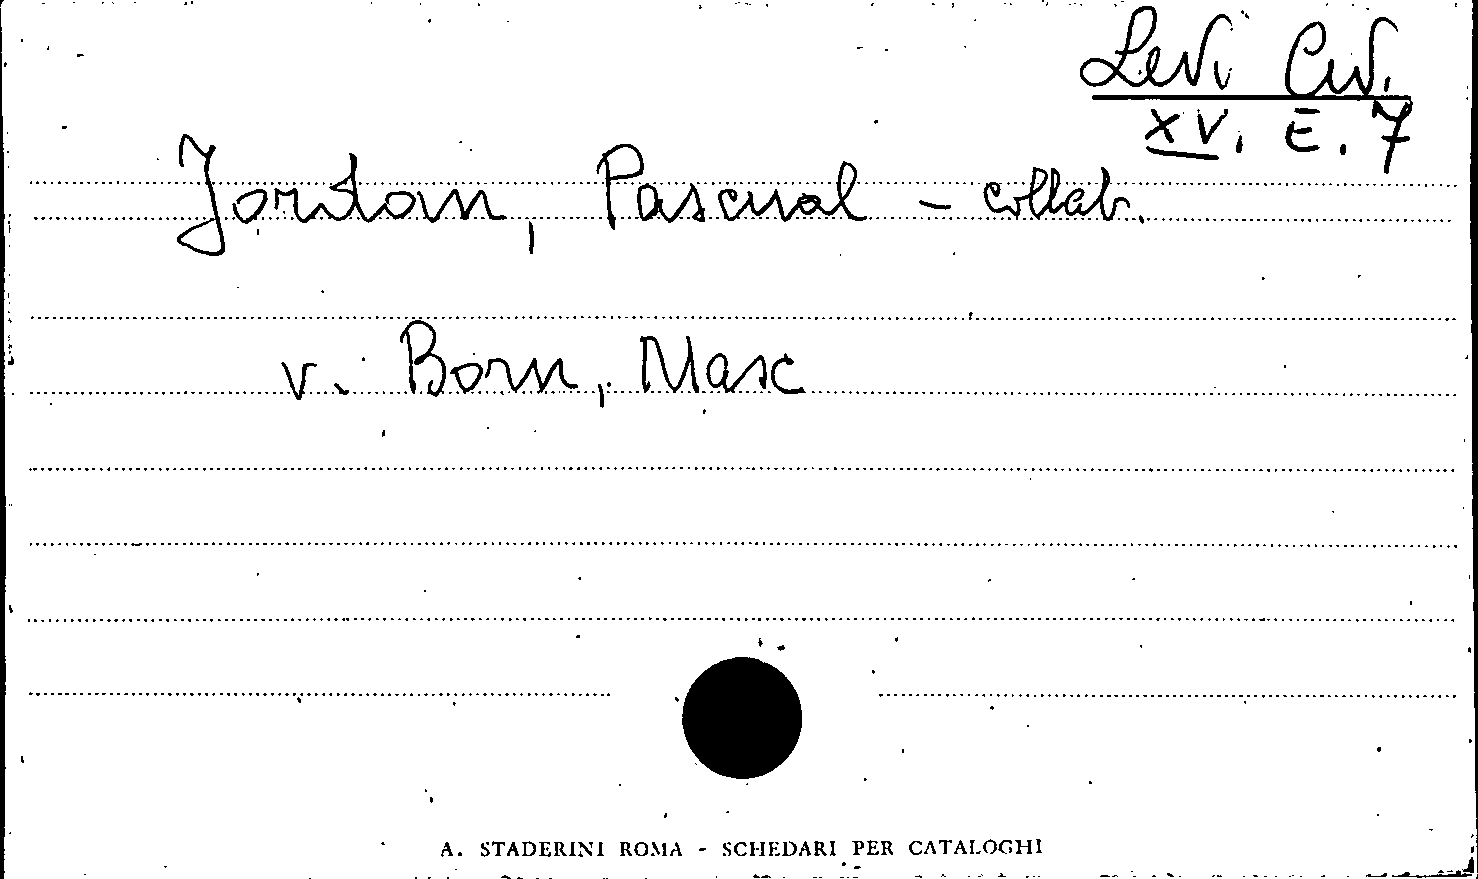 Levi Civ.
XV. E. 7
Jordan, Pascual - collab.
v. Born, Max
A. STADERINI ROMA - SCHEDARI PER CATALOGHI